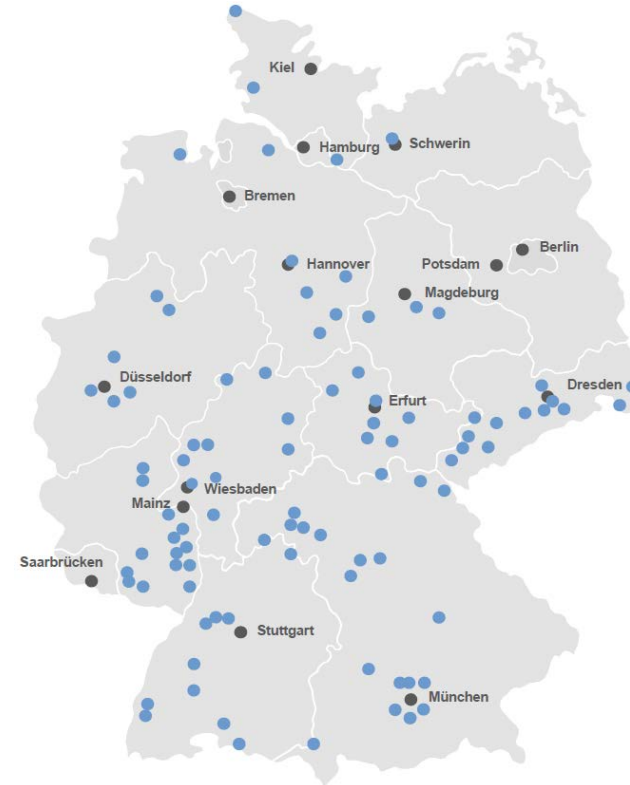 Kiel
Hamburg
Schwerin
Bremen
Berlin
Hannover
Potsdam
Magdeburg
Düsseldorf
Dresden
Erfurt
Wiesbaden
Mainz
Saarbrücken
Stuttgart
München